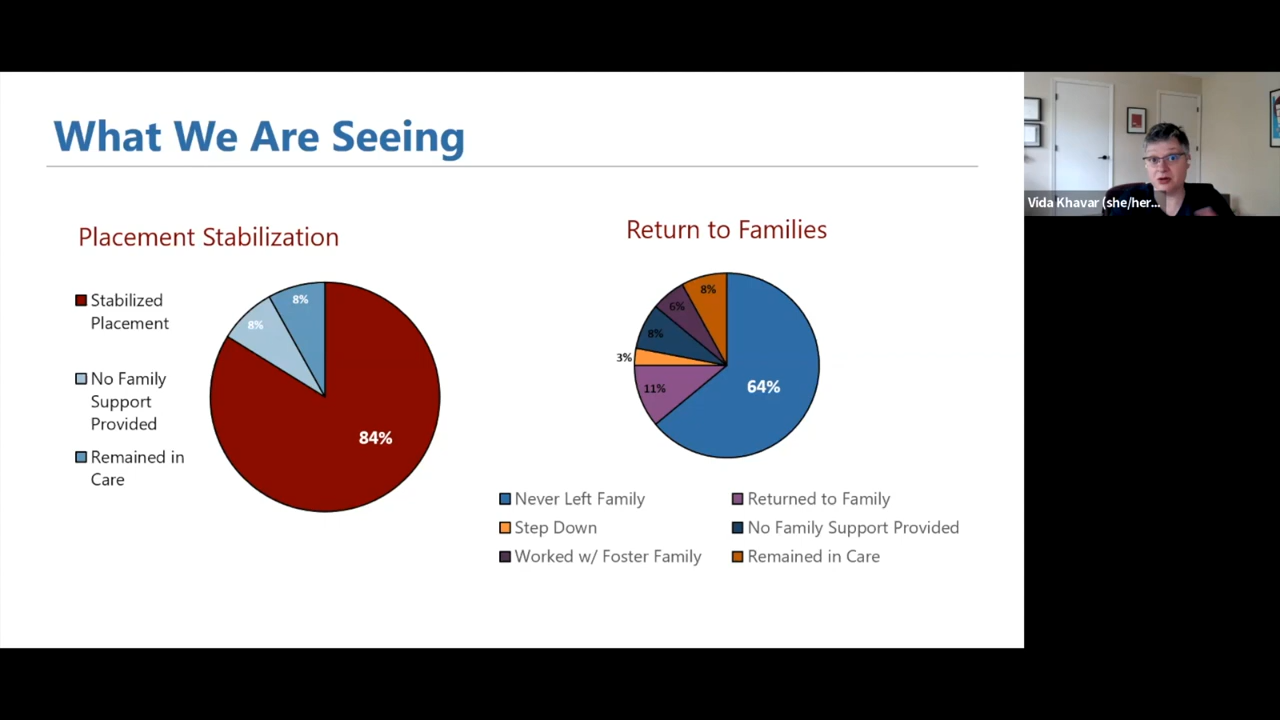 What We Are Seeing
Placement Stabilization
Stabilized
Placement
No Family
Support
Provided
Remained in
Care
8%
8%
84%
Return to Families
8%
6%
8%
3%
11%
64%
Never Left Family
Returned to Family
Step Down
No Family Support Provided
Worked w/ Foster Family
Remained in Care
Vida Khavar (she/her...